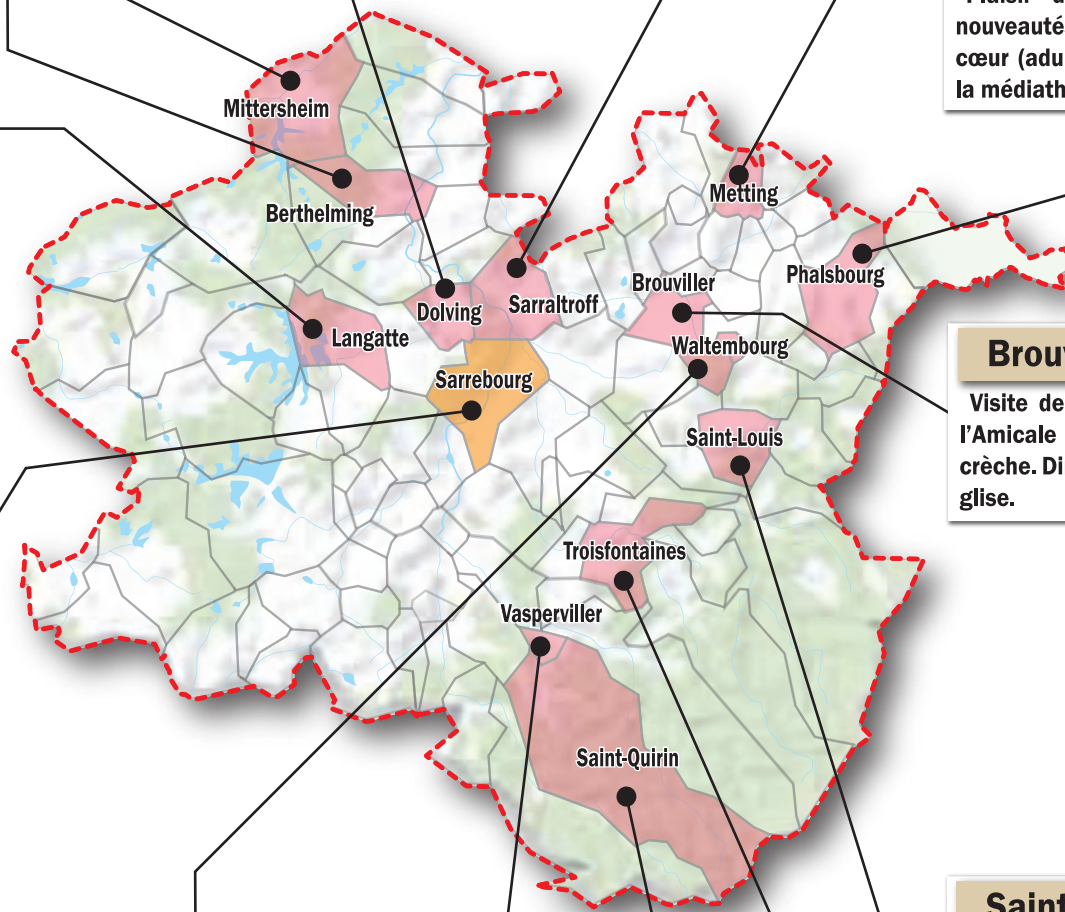 nouveauté
cœur (adu
la médiath
Mittersheim
Metting
Berthelming
Phalsbourg
Brouviller
Dolving
Sarraltroff
Langatte
Waltembourg
Brouv
Sarrebourg
Visite de
l'Amicale
crèche. Di
glise.
Saint-Louis
Troisfontaines
Vasperviller
Saint-Quirin
Saint